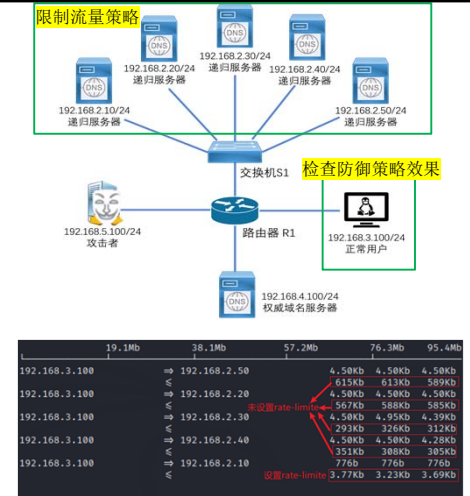 限制流量策略
DNS
DNS
DNS
DNS
DNS
192.168.2.30/24
递归服务器
192.168.2.20/24
递归服务器
192.168.2.40/24
递归服务器
192.168.2.10/24
递归服务器
192.168.2.50/24
递归服务器
交换机S1
检查防御策略效果
192.168.5.100/24
攻击者
路由器 R1
192.168.3.100/24
正常用户
DNS
192.168.4.100/24
权威域名服务器
19.1Mb 38.1Mb 57.2Mb 76.3Mb 95.4Mb
192.168.3.100 => 192.168.2.50 4.50Kb 4.50Kb 4.50Kb
<= 615Kb 613Kb 589Kb
192.168.3.100 => 192.168.2.20 4.50Kb 4.50Kb 4.50Kb
<= 未设置rate-limite 567Kb 588Kb 585Kb
192.168.3.100 => 192.168.2.30 4.50Kb 4.95Kb 4.39Kb
<= 293Kb 326Kb 312Kb
192.168.3.100 => 192.168.2.40 4.50Kb 4.50Kb 4.28Kb
<= 351Kb 308Kb 305Kb
192.168.3.100 => 192.168.2.10 776b 776b 776b
<= 设置rate-limite 3.77Kb 3.23Kb 3.69Kb